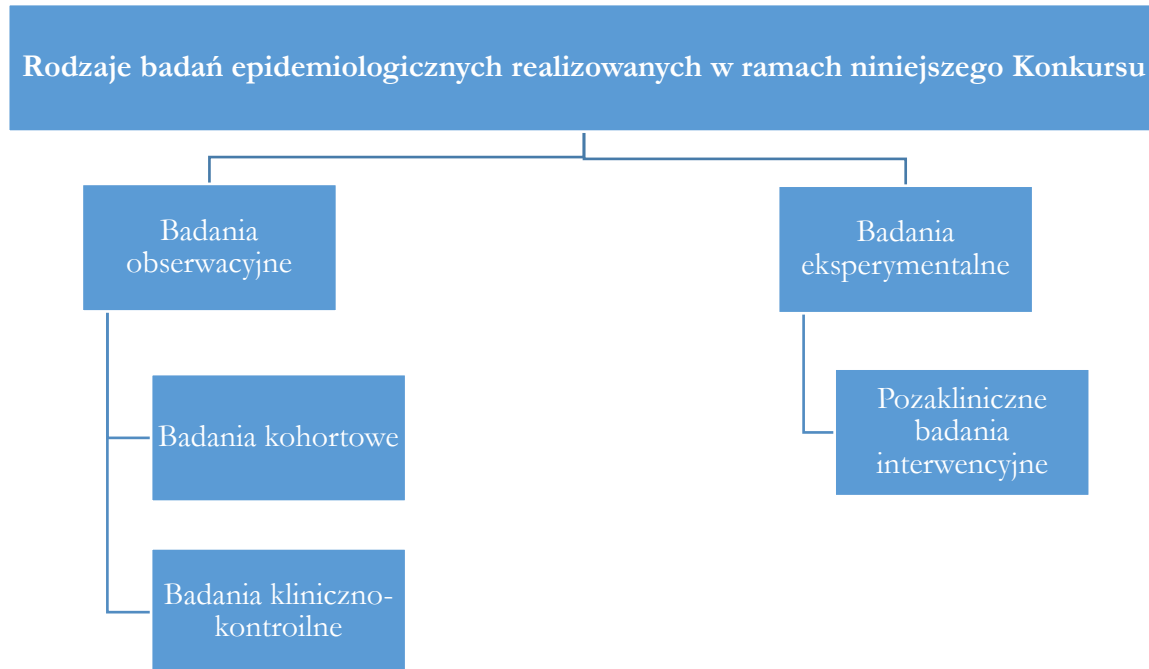 Rodzaje badań epidemiologicznych realizowanych w ramach niniejszego Konkursu
Badania
obserwacyjne
Badania
eksperymentalne
Badania kohortowe
Pozakliniczne
badania
interwencyjne
Badania kliniczno-
kontroilne